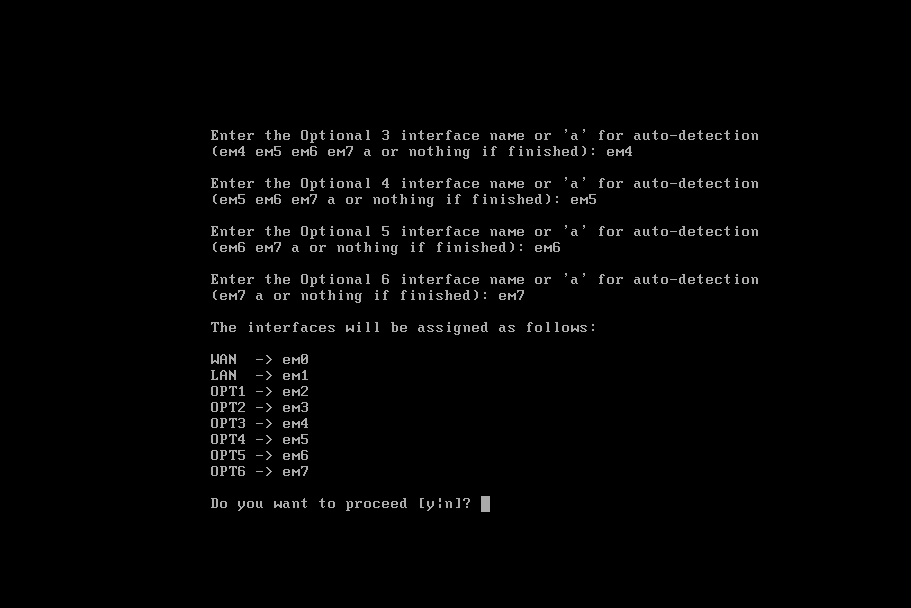 Enter the Optional 3 interface name or 'a' for auto-detection
(em4 em5 em6 em7 a or nothing if finished): em4
Enter the Optional 4 interface name or 'a' for auto-detection
(em5 em6 em7 a or nothing if finished): em5
Enter the Optional 5 interface name or 'a' for auto-detection
(em6 em7 a or nothing if finished): em6
Enter the Optional 6 interface name or 'a' for auto-detection
(em7 a or nothing if finished): em7
The interfaces will be assigned as follows:
WAN  -> em0
LAN  -> em1
OPT1 -> em2
OPT2 -> em3
OPT3 -> em4
OPT4 -> em5
OPT5 -> em6
OPT6 -> em7
Do you want to proceed [y|n]?